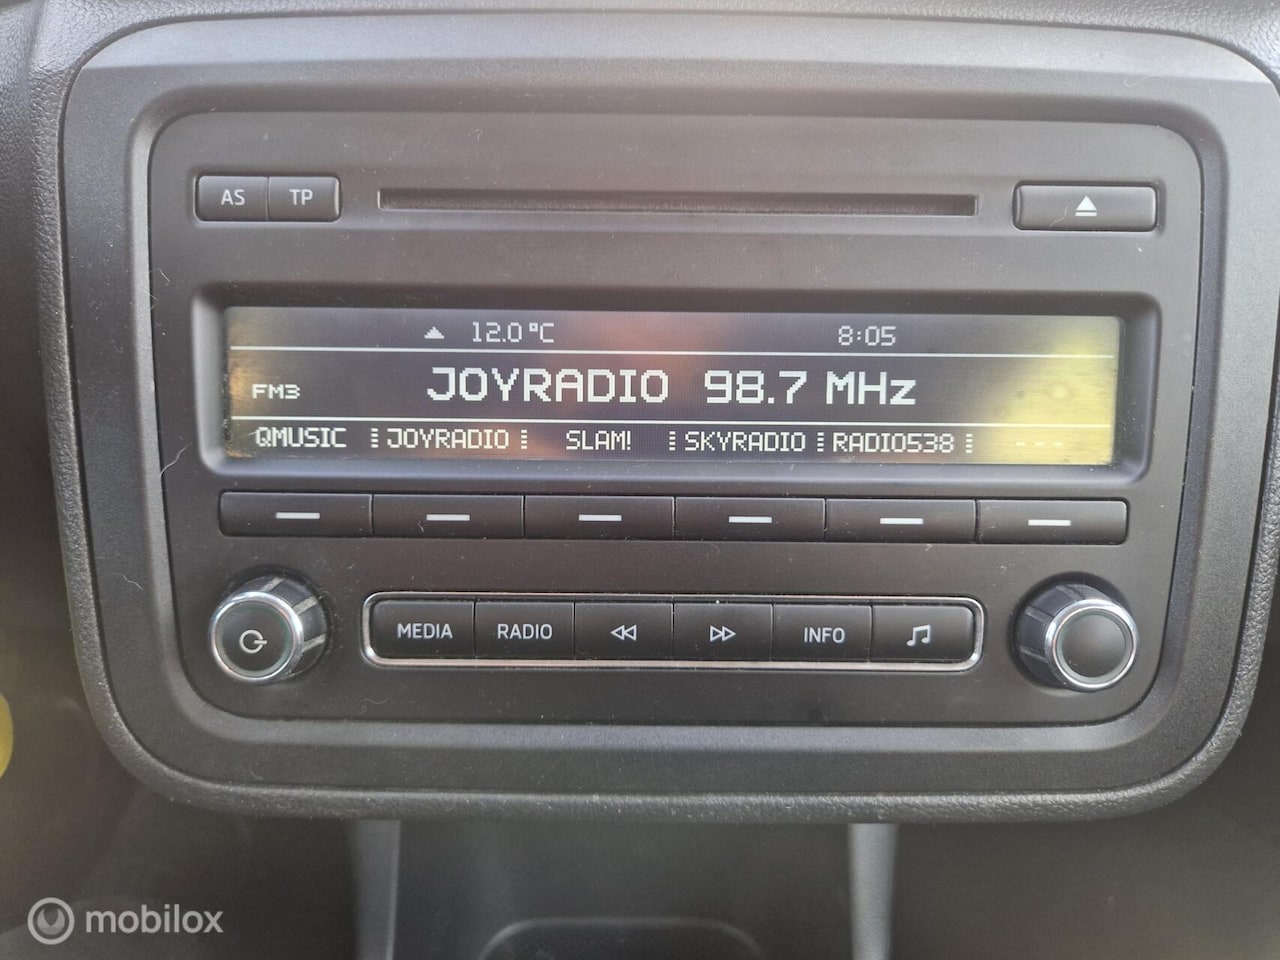 AS TP
12.0 °C 8:05
FM3 JOYRADIO 98.7 MHz
QMUSIC JOYRADIO SLAM! SKYRADIO RADIO538 ---
MEDIA RADIO INFO
mobilox